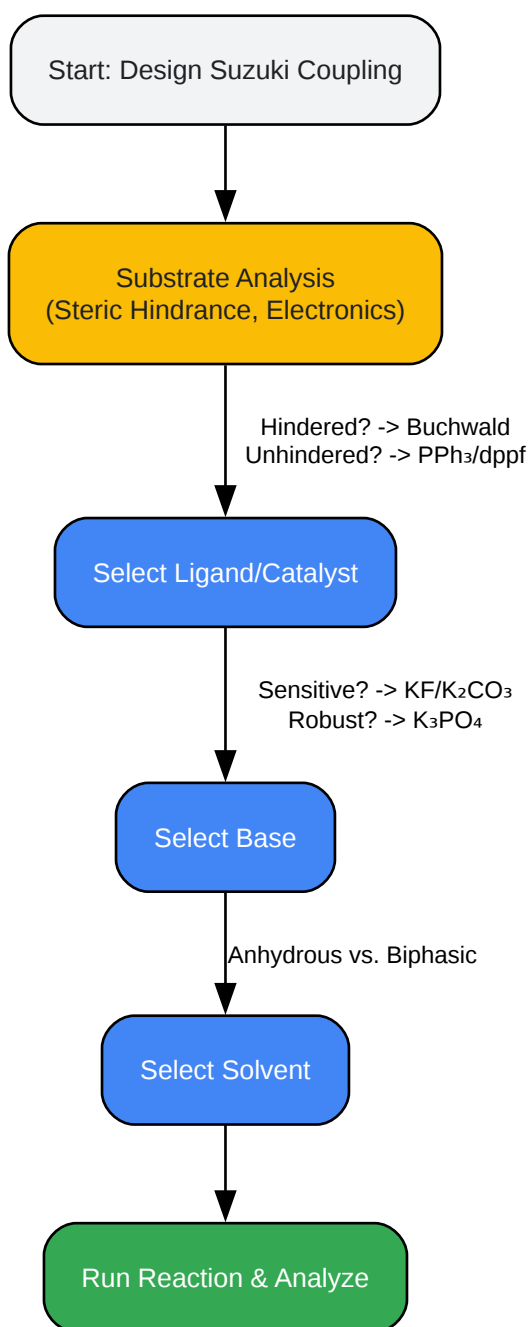 Start: Design Suzuki Coupling
Substrate Analysis
(Steric Hindrance, Electronics)
Hindered? -> Buchwald
Unhindered? -> PPh₃/dppf
Select Ligand/Catalyst
Sensitive? -> KF/K₂CO₃
Robust? -> K₃PO₄
Select Base
Anhydrous vs. Biphasic
Select Solvent
Run Reaction & Analyze